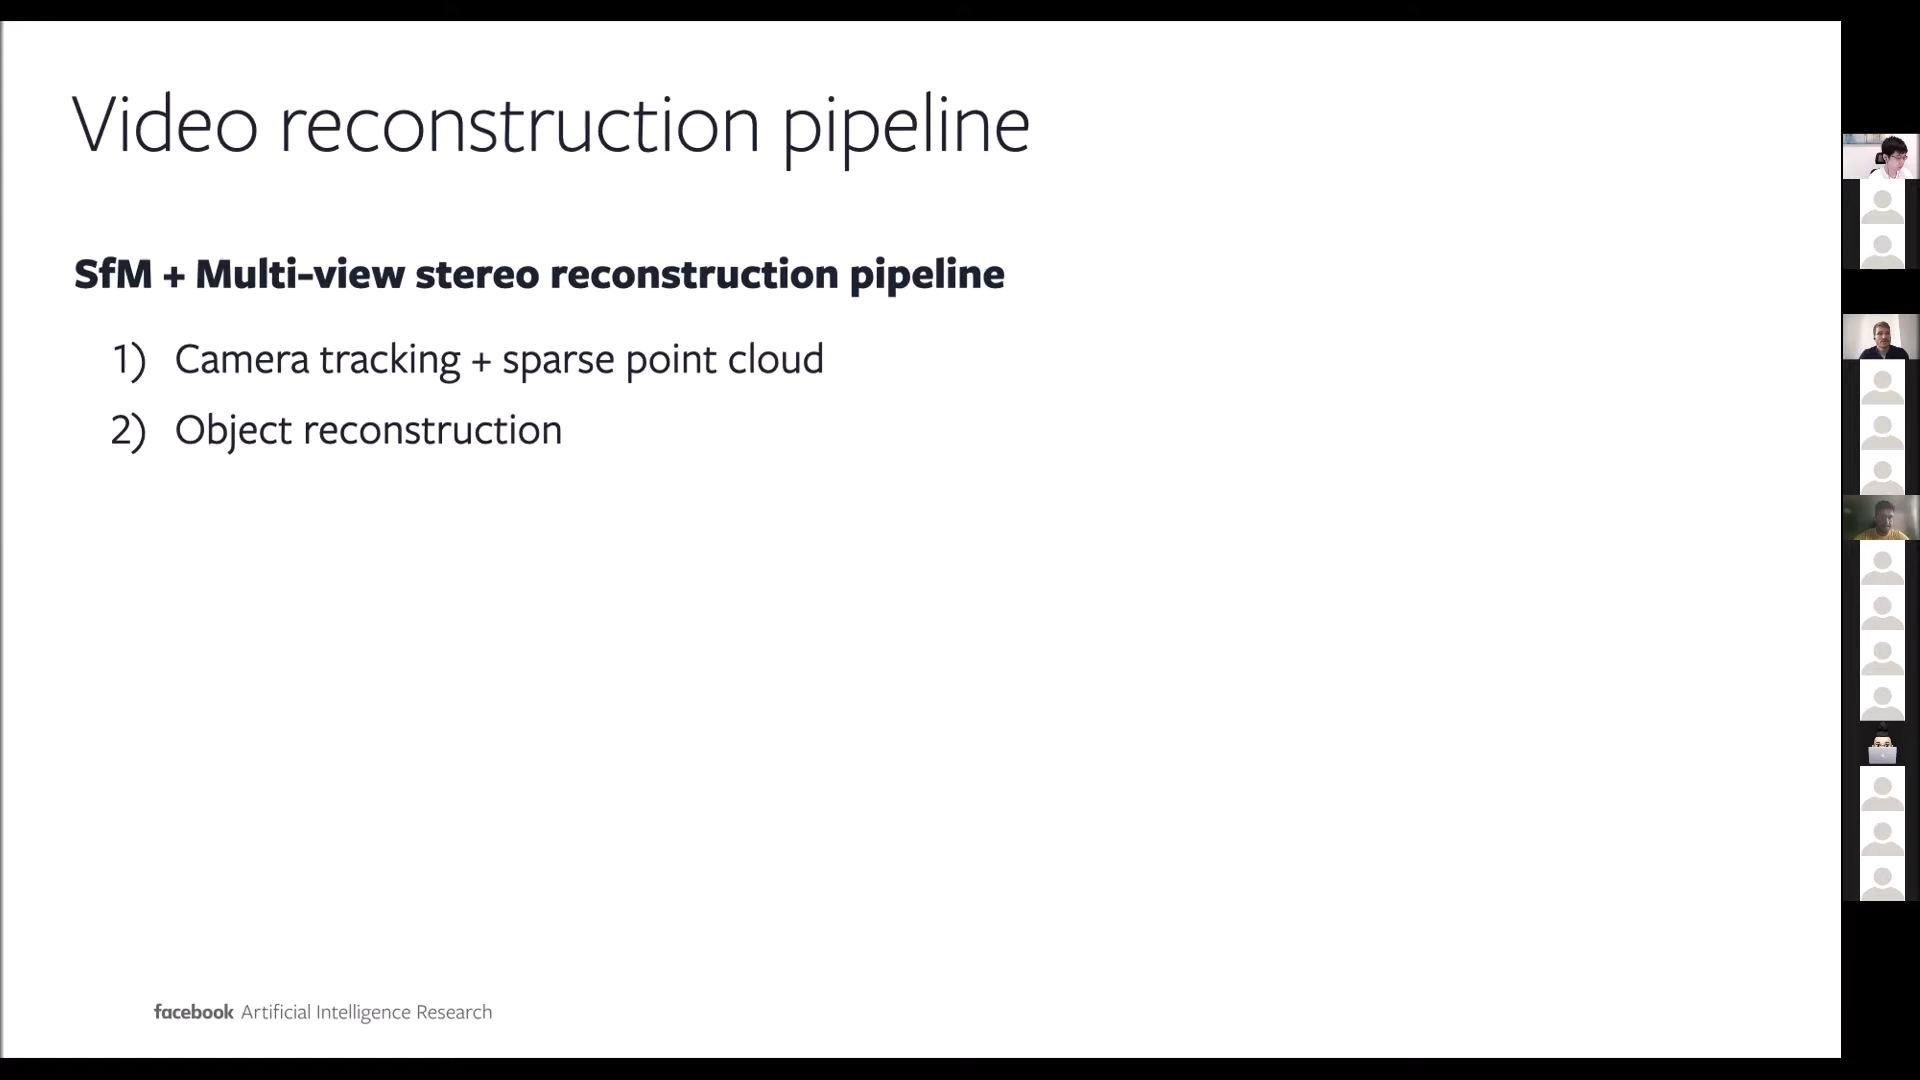 Video reconstruction pipeline
SfM + Multi-view stereo reconstruction pipeline
1) Camera tracking + sparse point cloud
2) Object reconstruction
facebook Artificial Intelligence Research